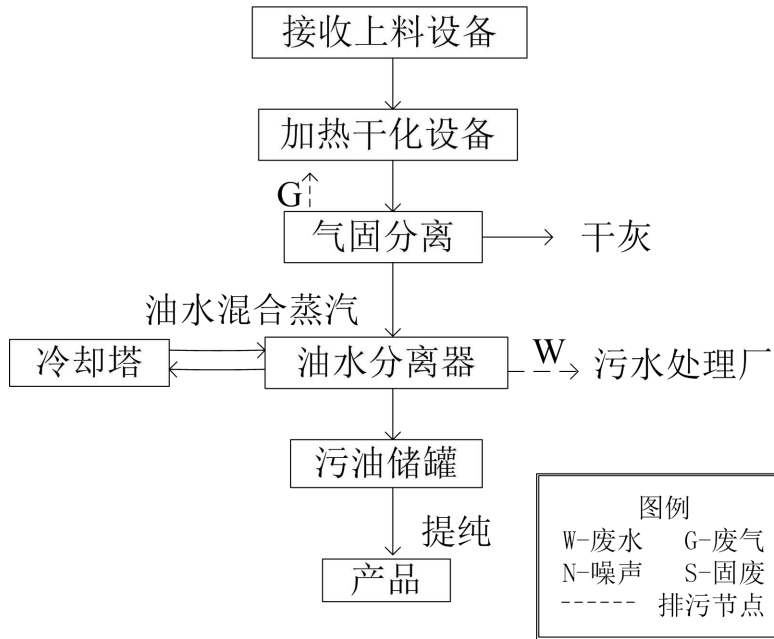 接收上料设备
加热干化设备
G
气固分离
干灰
油水混合蒸汽
冷却塔
油水分离器
W
污水处理厂
污油储罐
提纯
产品
图例
W-废水 G-废气
N-噪声 S-固废
------ 排污节点